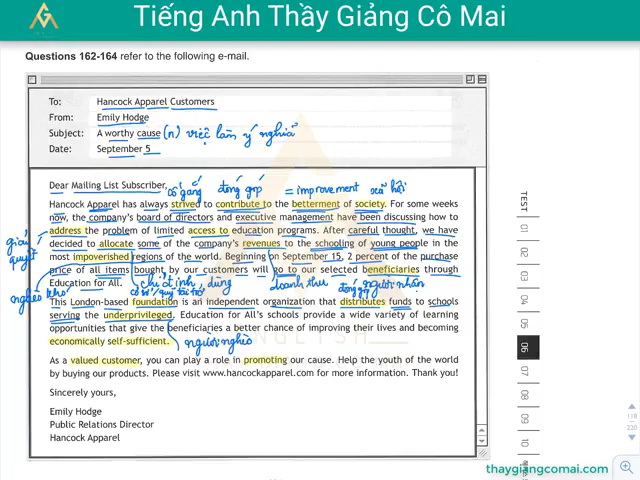 Tiếng Anh Thầy Giảng Cô Mai
Questions 162-164 refer to the following e-mail.
To: Hancock Apparel Customers
From: Emily Hodge
Subject: A worthy cause (n) việc làm ý nghĩa
Date: September 5
Dear Mailing List Subscriber,
cố gắng đóng góp = improvement xã hội
Hancock Apparel has always strived to contribute to the betterment of society. For some weeks
now, the company's board of directors and executive management have been discussing how to
address the problem of limited access to education programs. After careful thought, we have
giải quyết
decided to allocate some of the company's revenues to the schooling of young people in the
most impoverished regions of the world. Beginning on September 15, 2 percent of the purchase
price of all items bought by our customers will go to our selected beneficiaries through
Education for All.
nghèo khó
chỉ định, dùng
doanh thu
người nhận
This London-based foundation is an independent organization that distributes funds to schools
serving the underprivileged. Education for All's schools provide a wide variety of learning
opportunities that give the beneficiaries a better chance of improving their lives and becoming
economically self-sufficient.
người nghèo
As a valued customer, you can play a role in promoting our cause. Help the youth of the world
by buying our products. Please visit www.hancockapparel.com for more information. Thank you!
Sincerely yours,
Emily Hodge
Public Relations Director
Hancock Apparel
TEST
01
02
03
04
05
06
07
08
09
10
118
220
thaygiangcomai.com